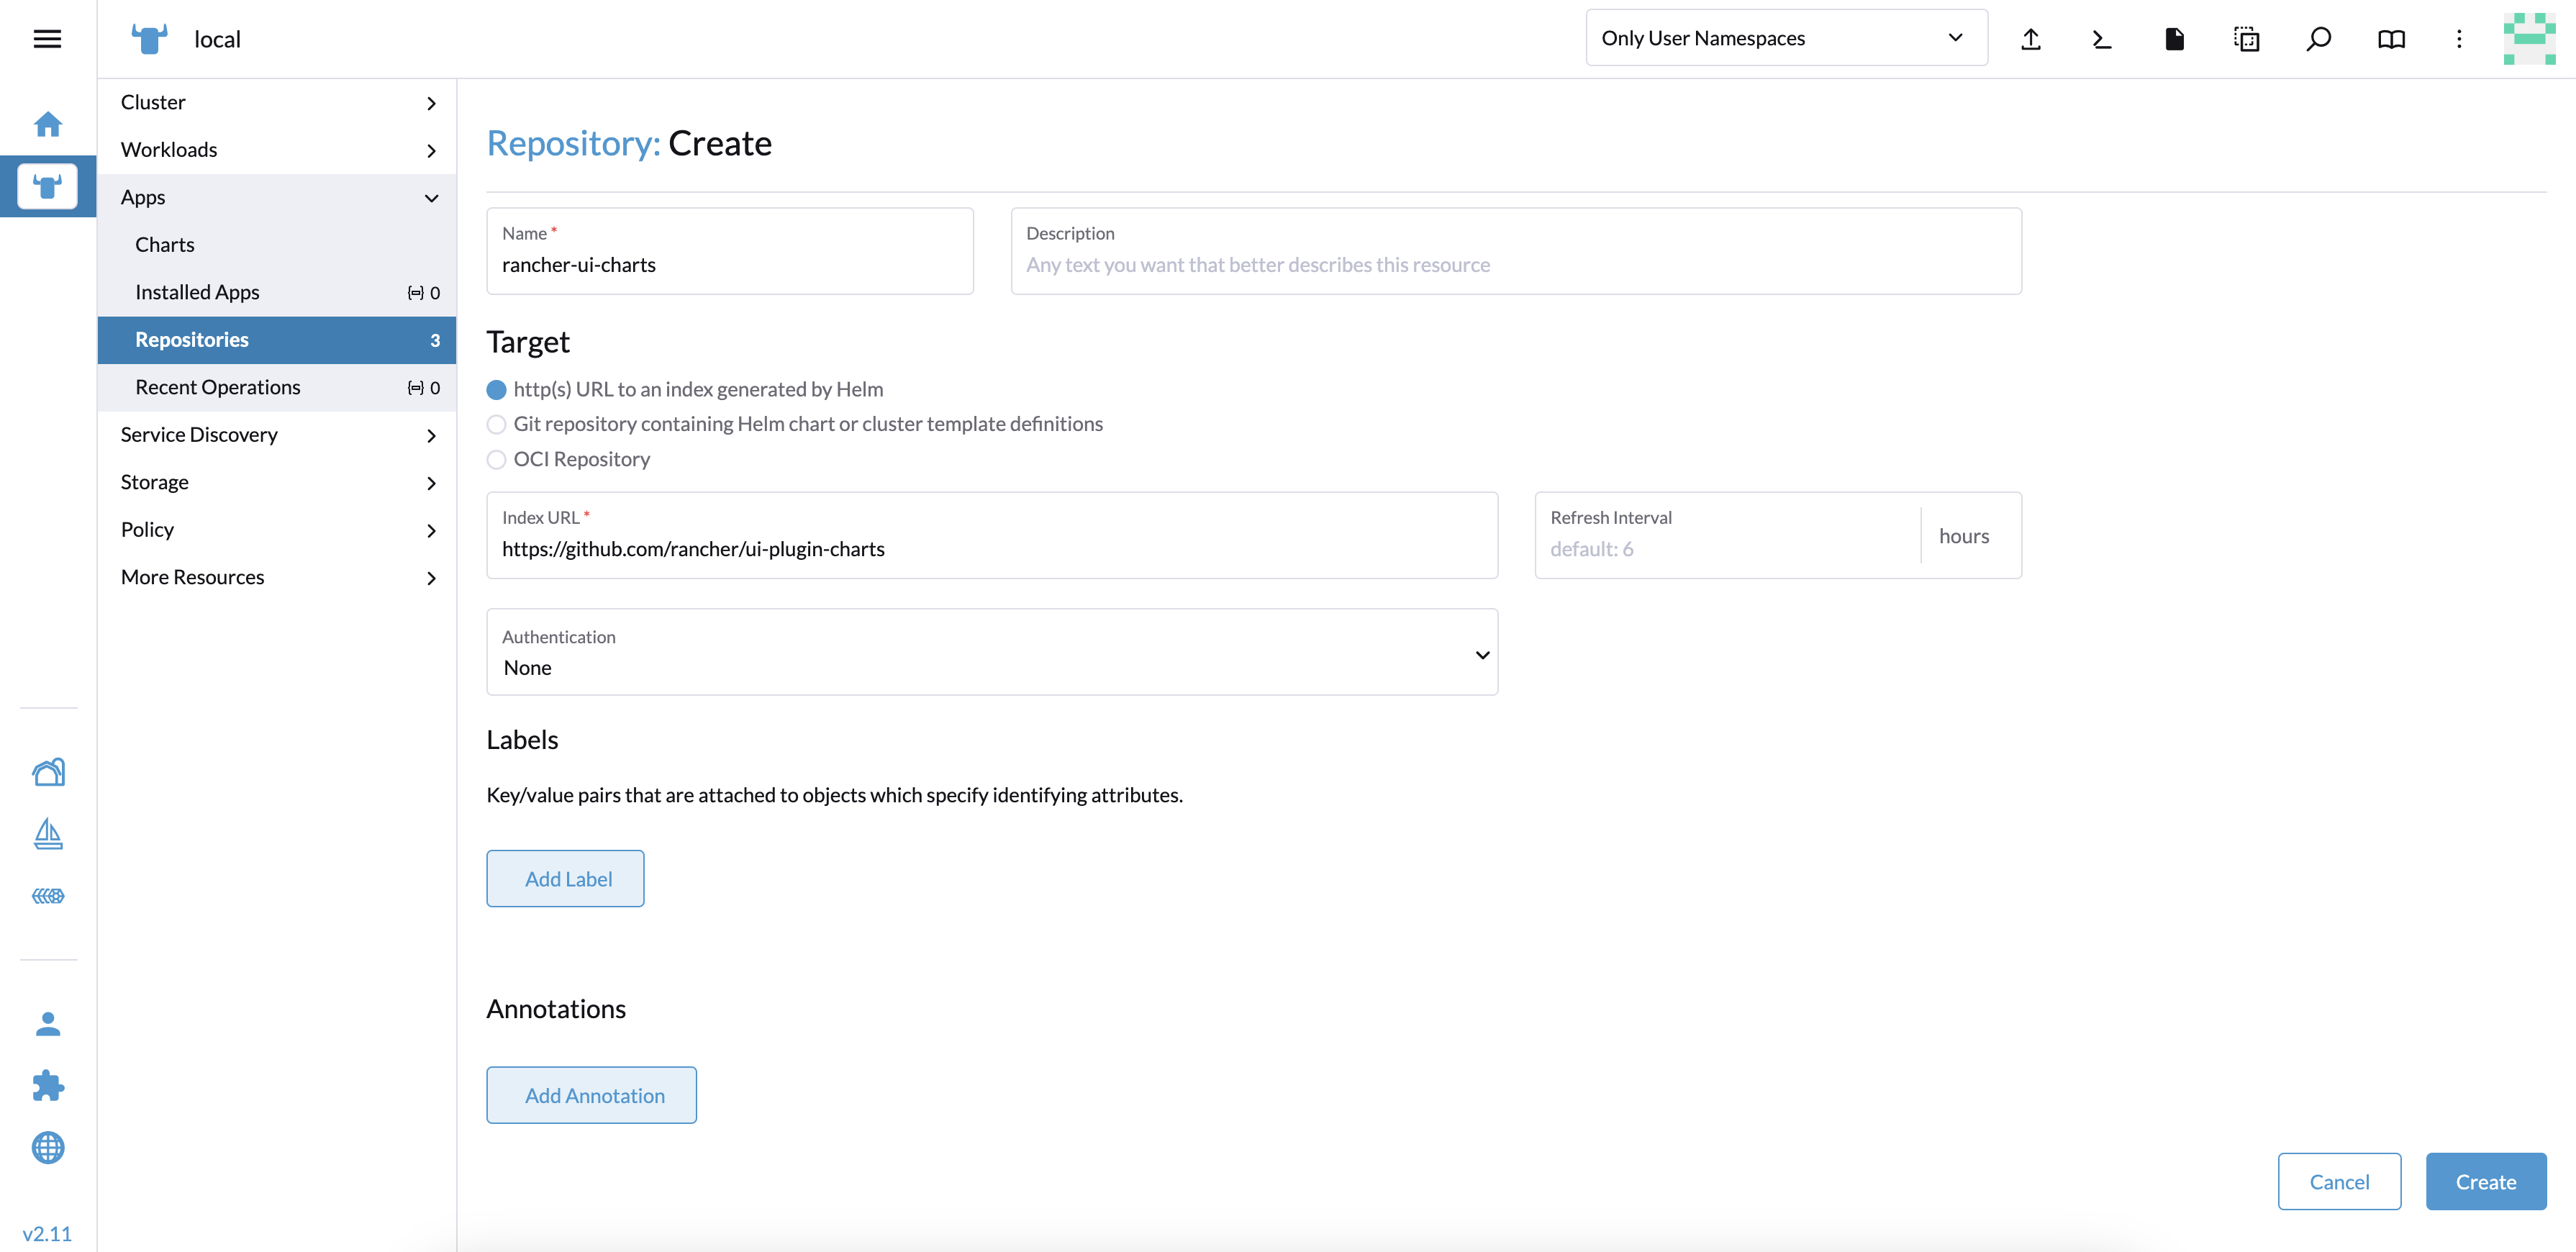 local
Only User Namespaces
Cluster
Workloads
Apps
Charts
Installed Apps 0
Repositories 3
Recent Operations 0
Service Discovery
Storage
Policy
More Resources
v2.11
Repository: Create
Name *
rancher-ui-charts
Description
Any text you want that better describes this resource
Target
http(s) URL to an index generated by Helm
Git repository containing Helm chart or cluster template definitions
OCI Repository
Index URL *
https://github.com/rancher/ui-plugin-charts
Refresh Interval
default: 6
hours
Authentication
None
Labels
Key/value pairs that are attached to objects which specify identifying attributes.
Add Label
Annotations
Add Annotation
Cancel
Create